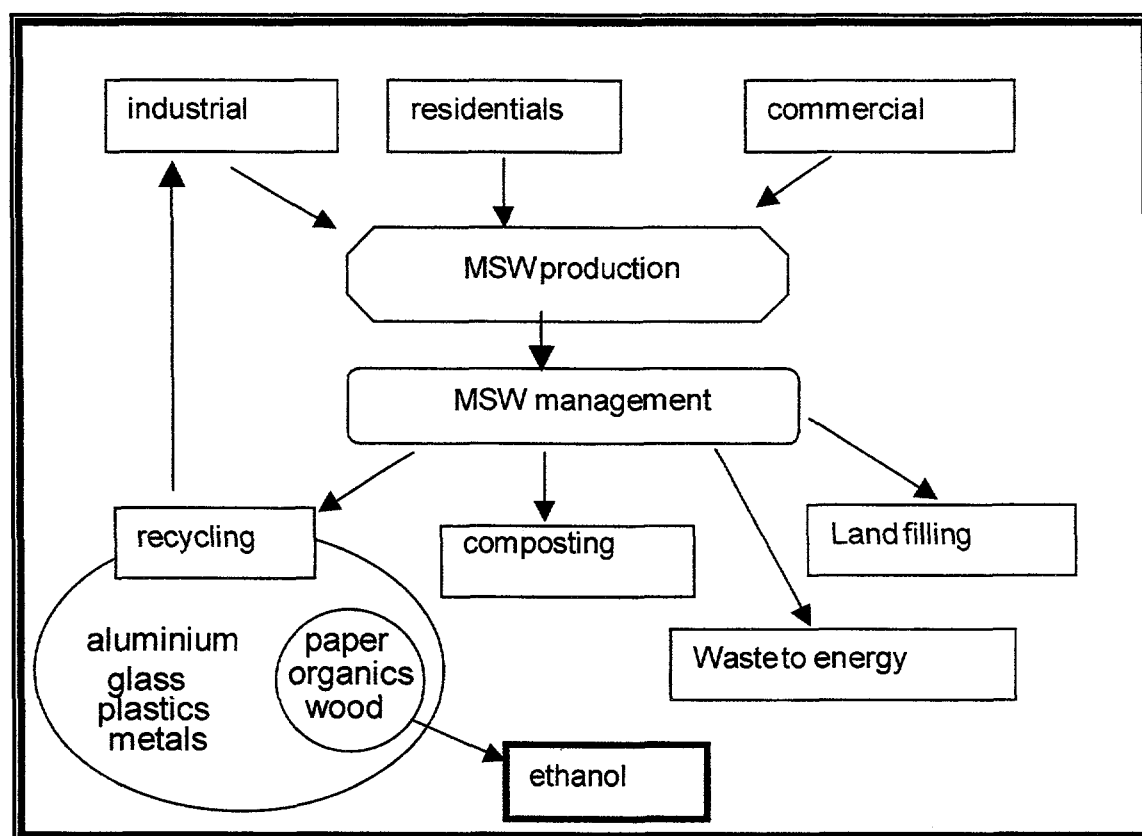 industrial
residentials
commercial
MSW production
MSW management
recycling
composting
Land filling
Waste to energy
aluminium
glass
plastics
metals
paper
organics
wood
ethanol